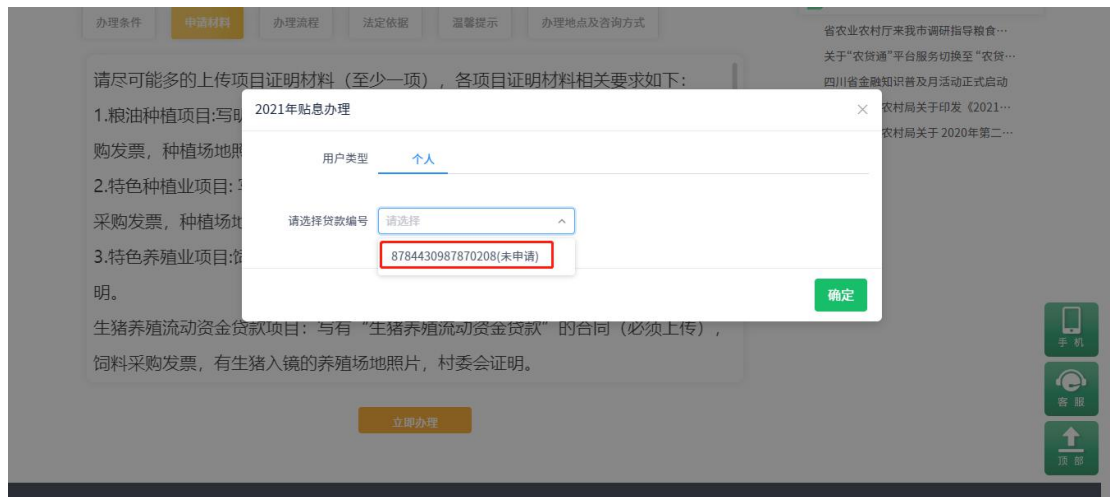 办理条件
申请材料
办理流程
法定依据
温馨提示
办理地点及咨询方式
省农业农村厅来我市调研指导粮食…
关于“农贷通”平台服务切换至 “农贷…
四川省金融知识普及月活动正式启动
农村局关于印发《2021…
农村局关于 2020年第二…
请尽可能多的上传项目证明材料（至少一项），各项目证明材料相关要求如下：
1.粮油种植项目:写明
购发票，种植场地照
2.特色种植业项目:
采购发票，种植场地
3.特色养殖业项目:饲
明。
生猪养殖流动资金贷款项目：写有“生猪养殖流动资金贷款”的合同（必须上传），
饲料采购发票，有生猪入镜的养殖场地照片，村委会证明。
立即办理
2021年贴息办理
用户类型
个人
请选择贷款编号
请选择
8784430987870208(未申请)
确定
手 机
客 服
顶 部